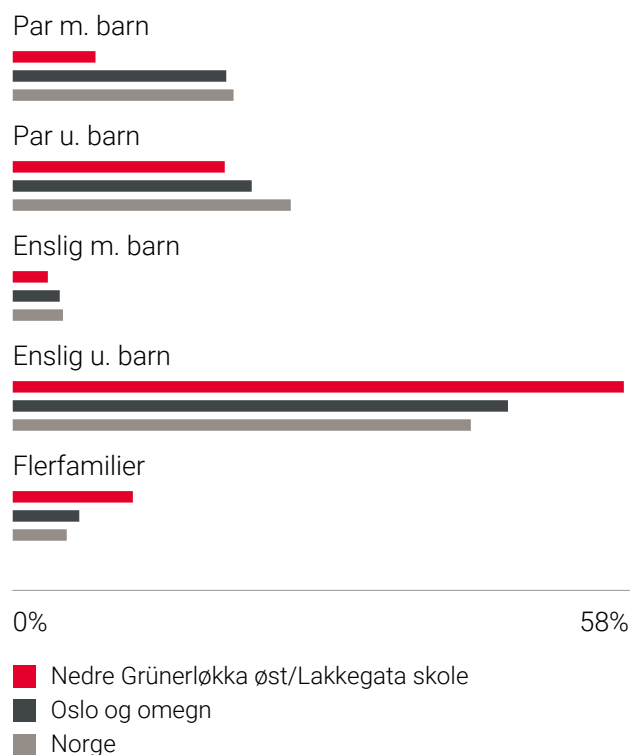 Par m. barn
Par u. barn
Enslig m. barn
Enslig u. barn
Flerfamilier
0% 58%
Nedre Grünerløkka øst/Lakkegata skole
Oslo og omegn
Norge